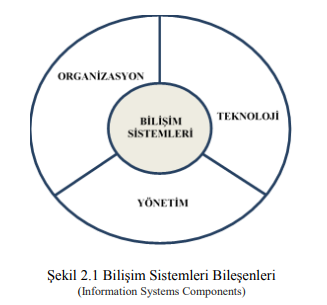 ORGANİZASYON
TEKNOLOJİ
BİLİŞİM
SİSTEMLERİ
YÖNETİM
Şekil 2.1 Bilişim Sistemleri Bileşenleri
(Information Systems Components)